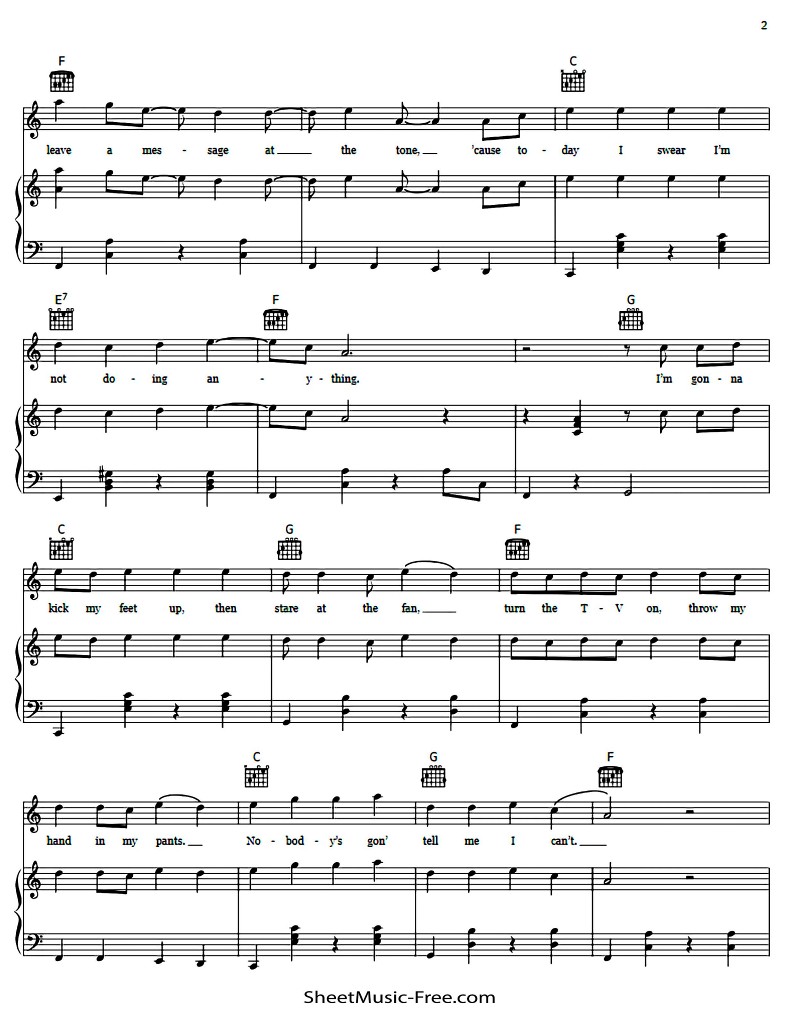 2
F C
leave a mes - sage at the tone, 'cause to - day I swear I'm
E7 F G
not do - ing an - y - thing. I'm gon - na
C G F
kick my feet up, then stare at the fan, turn the T - V on, throw my
C G F
hand in my pants. No - bod - y's gon' tell me I can't.
SheetMusic-Free.com